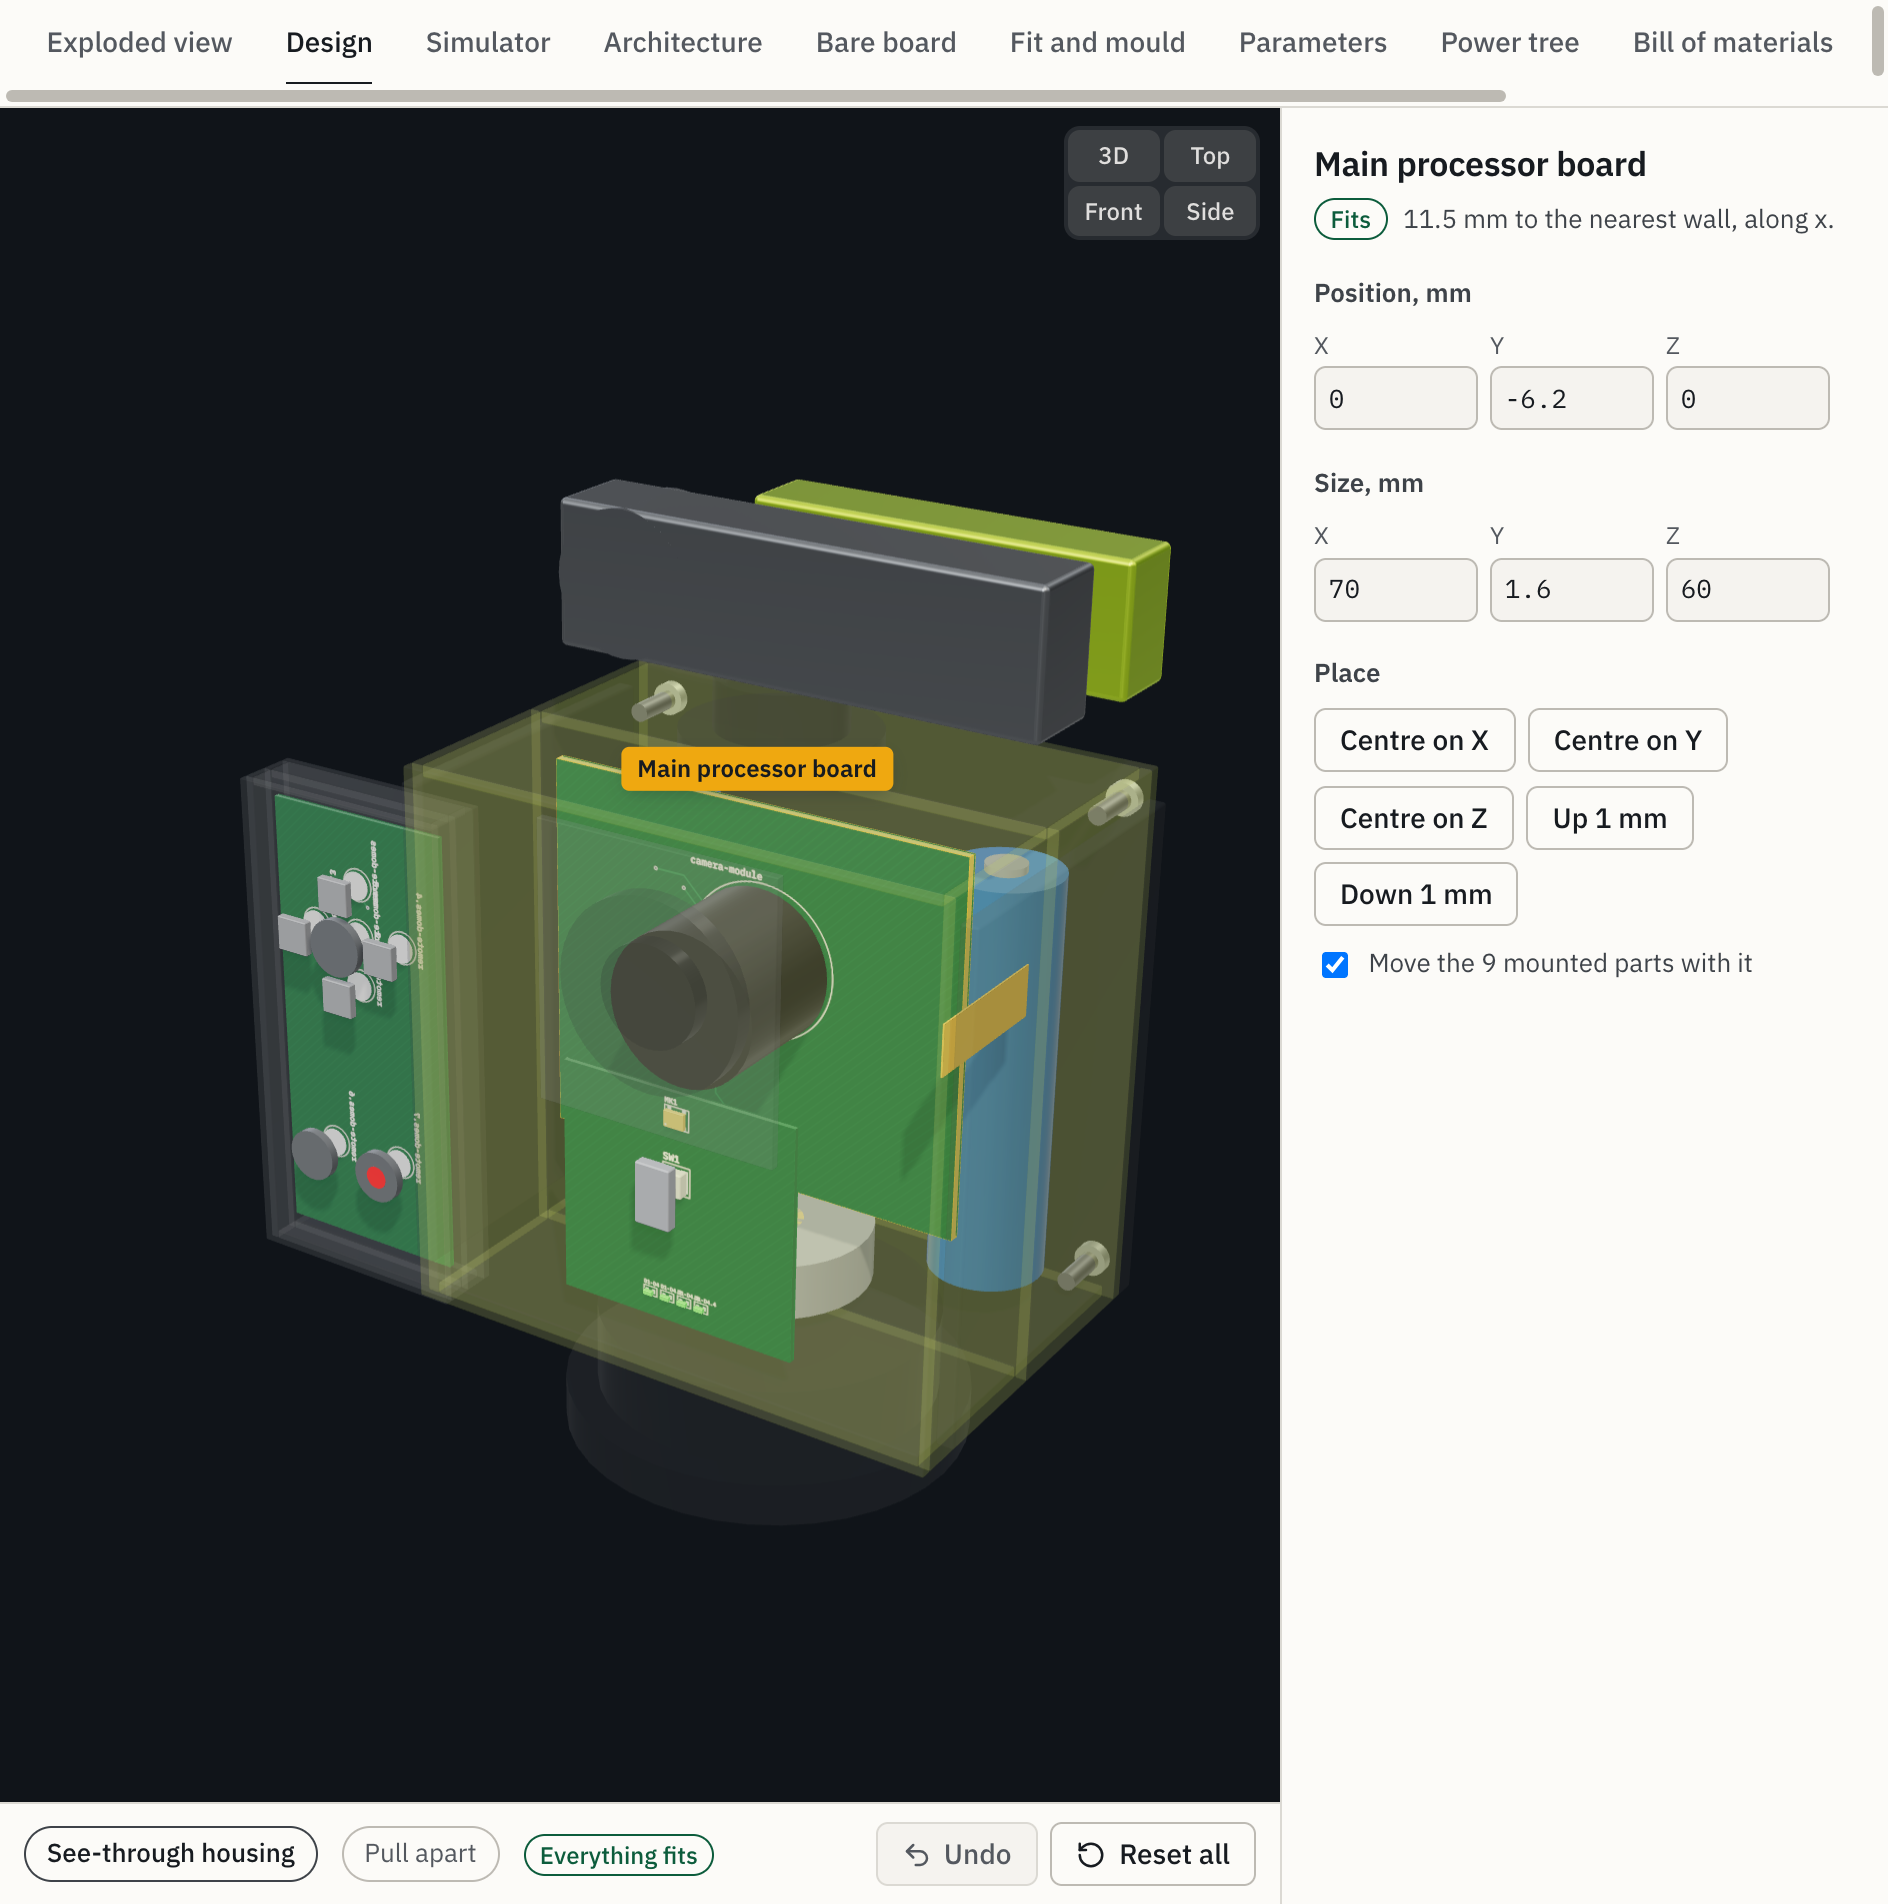 Exploded view
Design
Simulator
Architecture
Bare board
Fit and mould
Parameters
Power tree
Bill of materials
3D
Top
Front
Side
Main processor board
camera-module
SW1
Main processor board
Fits
11.5 mm to the nearest wall, along x.
Position, mm
X
Y
Z
0
-6.2
0
Size, mm
X
Y
Z
70
1.6
60
Place
Centre on X
Centre on Y
Centre on Z
Up 1 mm
Down 1 mm
Move the 9 mounted parts with it
See-through housing
Pull apart
Everything fits
Undo
Reset all